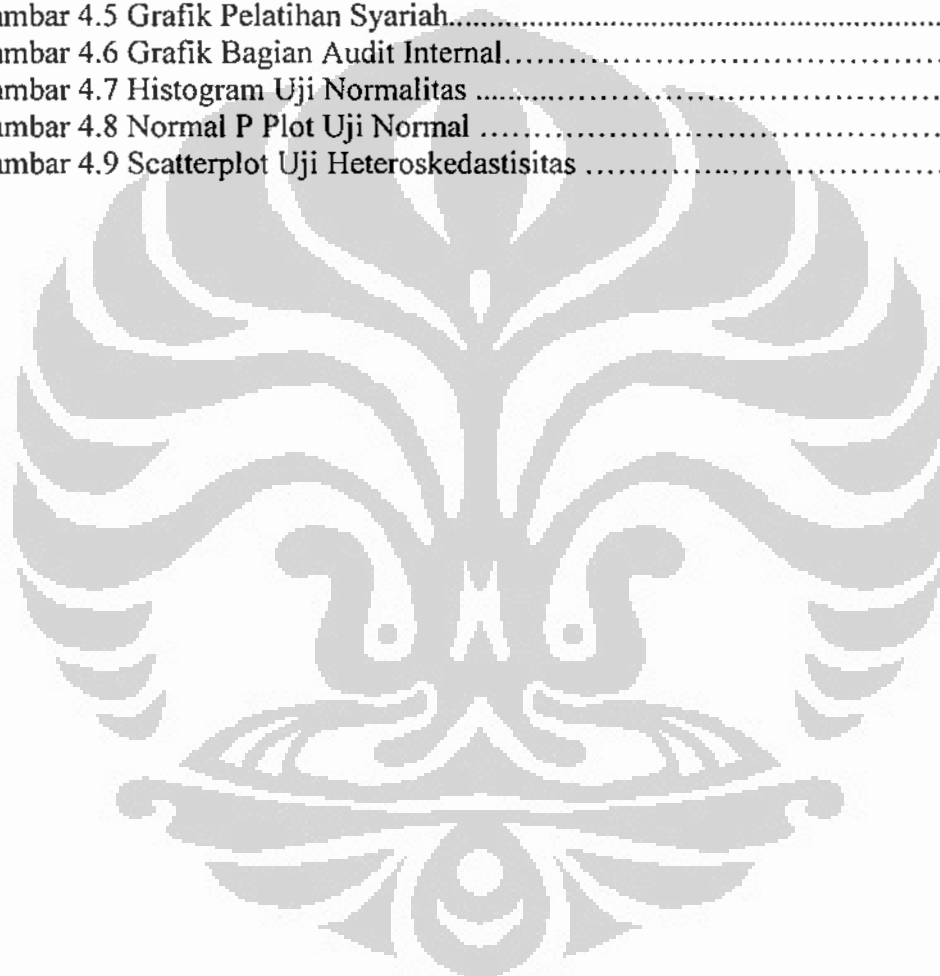 ambar 4.5 Grafik Pelatihan Syariah..........................................................
ambar 4.6 Grafik Bagian Audit Internal..........................................................
ambar 4.7 Histogram Uji Normalitas ..........................................................
ambar 4.8 Normal P Plot Uji Normal ..........................................................
ambar 4.9 Scatterplot Uji Heteroskedastisitas ..............................................